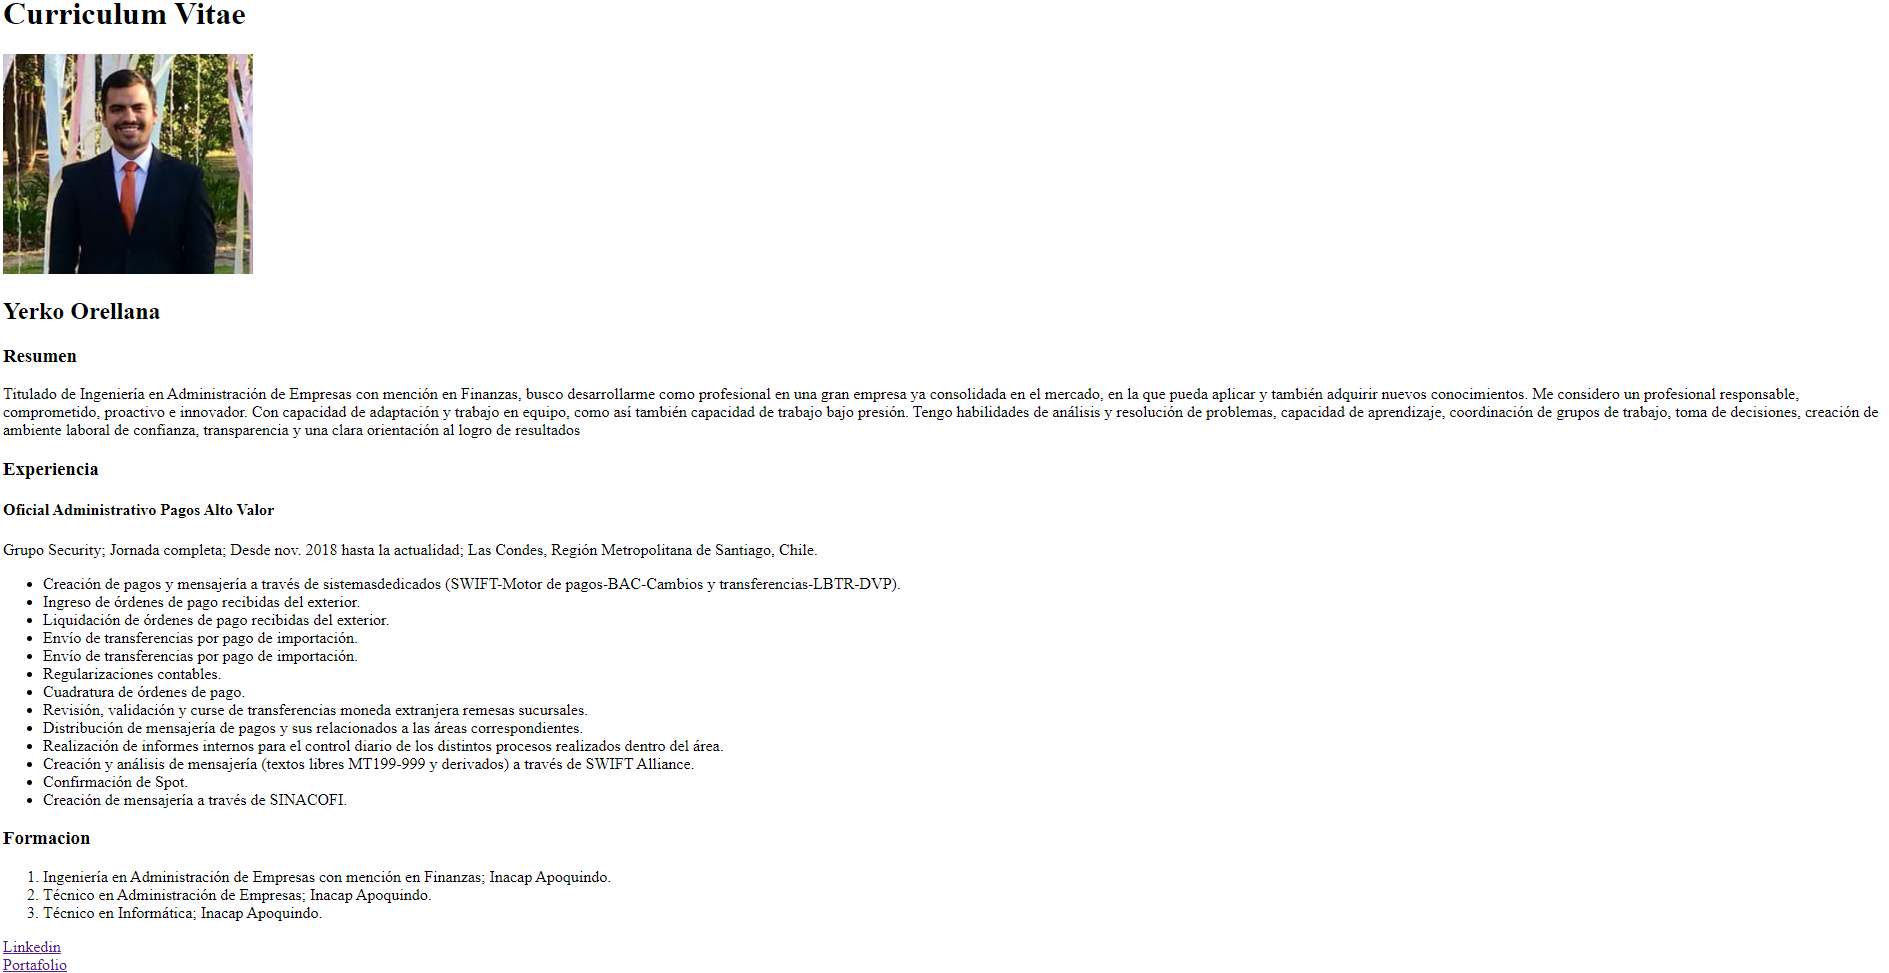 Curriculum Vitae
Yerko Orellana
Resumen
Titulado de Ingeniería en Administración de Empresas con mención en Finanzas, busco desarrollarme como profesional en una gran empresa ya consolidada en el mercado, en la que pueda aplicar y también adquirir nuevos conocimientos. Me considero un profesional responsable,
comprometido, proactivo e innovador. Con capacidad de adaptación y trabajo en equipo, como así también capacidad de trabajo bajo presión. Tengo habilidades de análisis y resolución de problemas, capacidad de aprendizaje, coordinación de grupos de trabajo, toma de decisiones, creación de
ambiente laboral de confianza, transparencia y una clara orientación al logro de resultados
Experiencia
Oficial Administrativo Pagos Alto Valor
Grupo Security; Jornada completa; Desde nov. 2018 hasta la actualidad; Las Condes, Región Metropolitana de Santiago, Chile.
• Creación de pagos y mensajería a través de sistemasdedicados (SWIFT-Motor de pagos-BAC-Cambios y transferencias-LBTR-DVP).
• Ingreso de órdenes de pago recibidas del exterior.
• Liquidación de órdenes de pago recibidas del exterior.
• Envío de transferencias por pago de importación.
• Envío de transferencias por pago de importación.
• Regularizaciones contables.
• Cuadratura de órdenes de pago.
• Revisión, validación y curse de transferencias moneda extranjera remesas sucursales.
• Distribución de mensajería de pagos y sus relacionados a las áreas correspondientes.
• Realización de informes internos para el control diario de los distintos procesos realizados dentro del área.
• Creación y análisis de mensajería (textos libres MT199-999 y derivados) a través de SWIFT Alliance.
• Confirmación de Spot.
• Creación de mensajería a través de SINACOFI.
Formacion
1. Ingeniería en Administración de Empresas con mención en Finanzas; Inacap Apoquindo.
2. Técnico en Administración de Empresas; Inacap Apoquindo.
3. Técnico en Informática; Inacap Apoquindo.
Linkedin
Portafolio